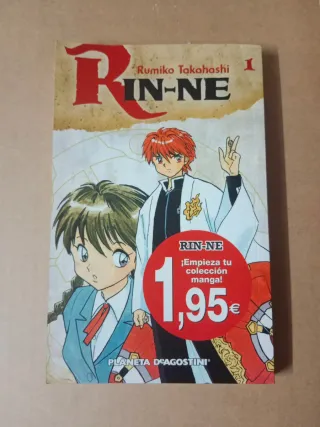 Rumiko Takahashi
1
RIN-NE
RIN-NE
¡Empieza tu
colección
manga!
1,95€
PLANETA DEAGOSTINI